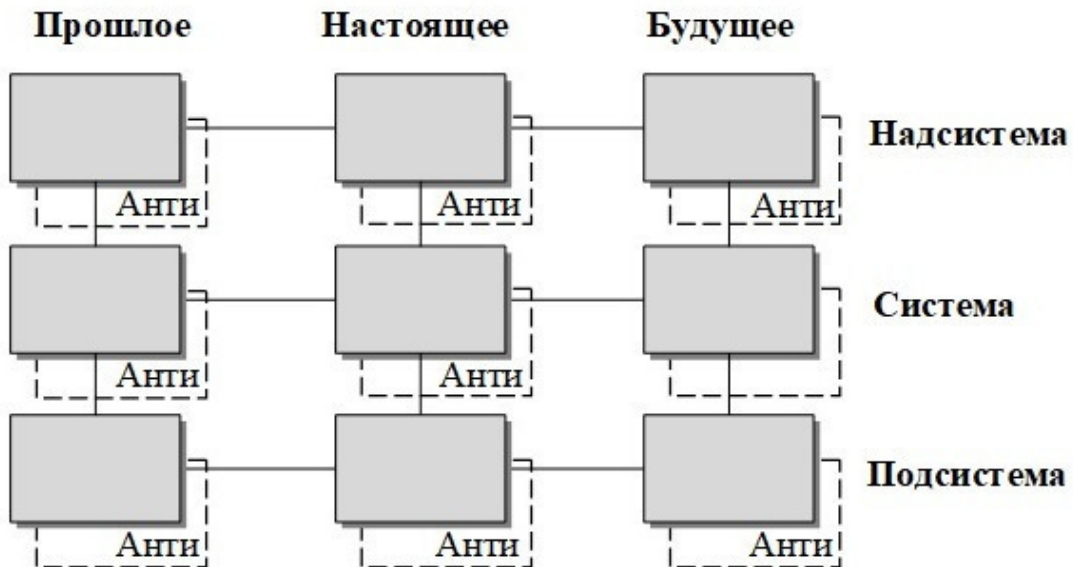 Прошлое Настоящее Будущее
Надсистема
Анти Анти Анти
Система
Анти Анти
Подсистема
Анти Анти Анти